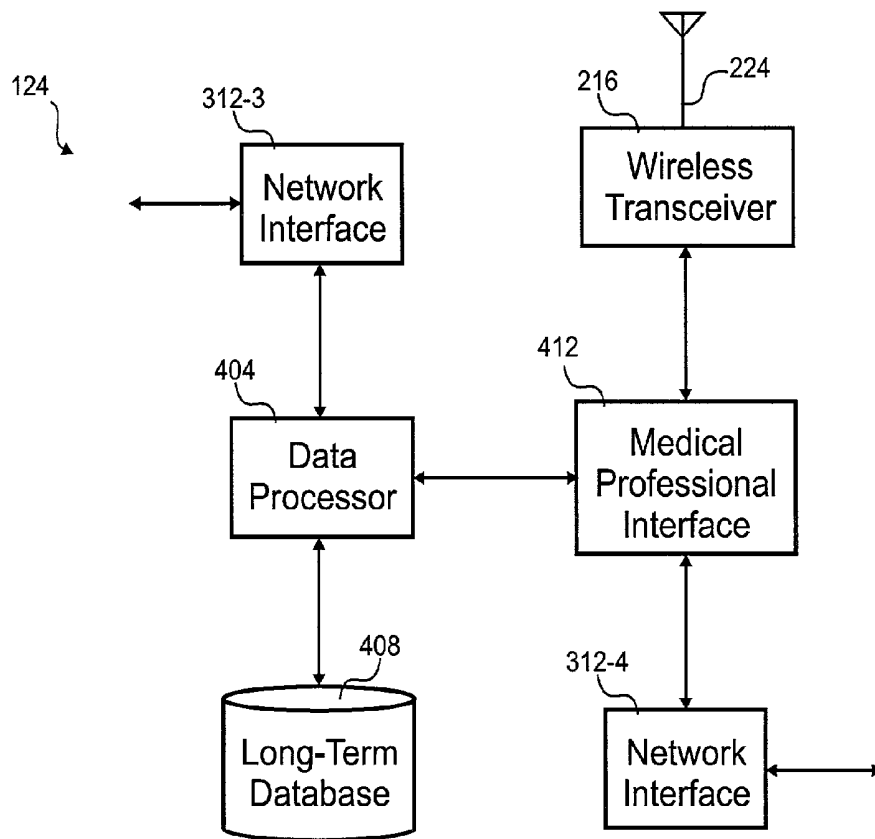 124
312-3
Network
Interface
216
224
Wireless
Transceiver
404
Data
Processor
412
Medical
Professional
Interface
408
Long-Term
Database
312-4
Network
Interface